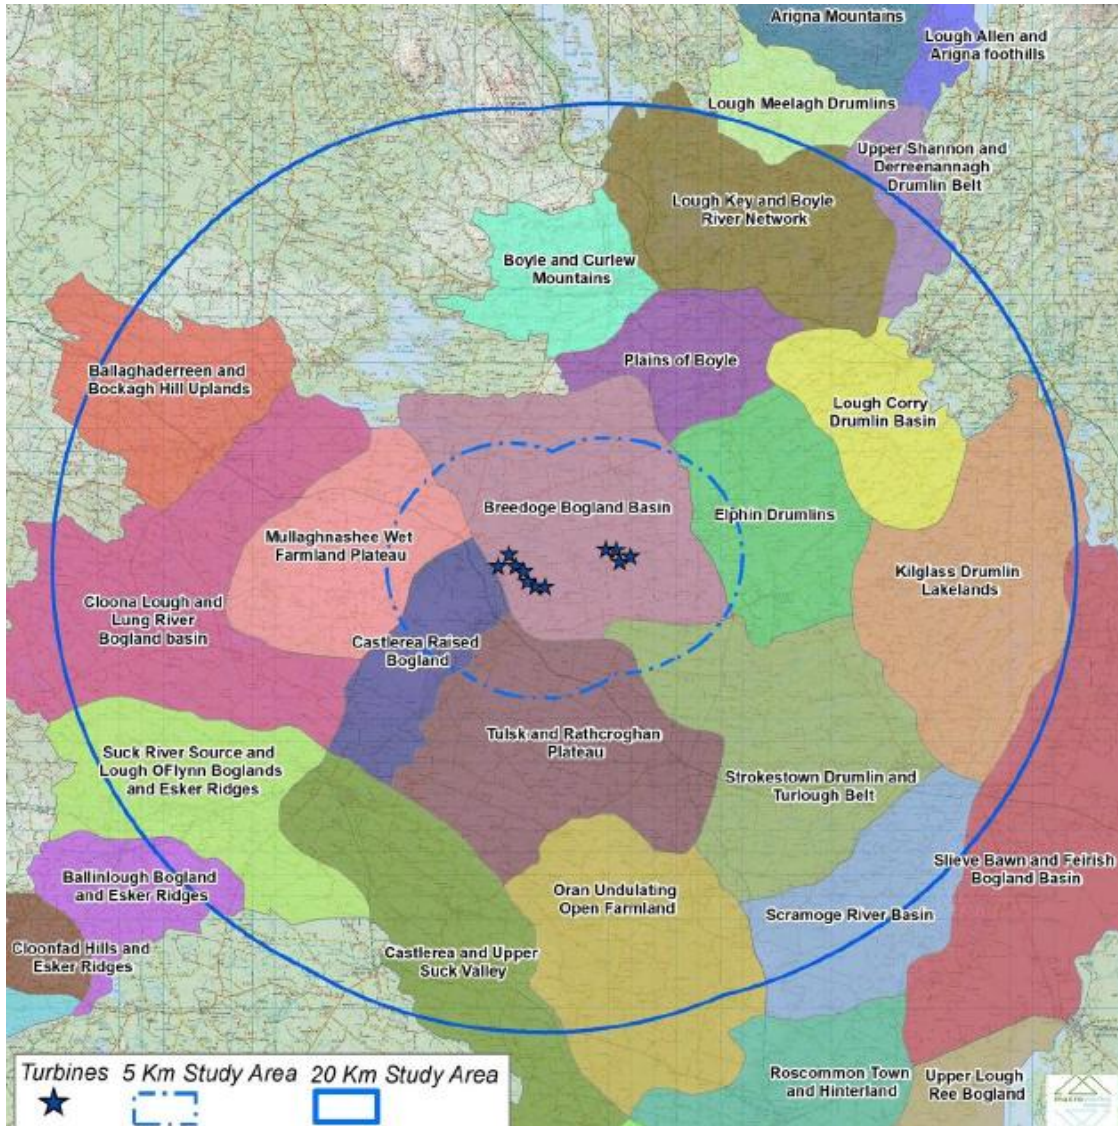 Arigna Mountains
Lough Allen and
Arigna foothills
Lough Meelagh Drumlins
Upper Shannon and
Derreenannagh
Drumlin Belt
Lough Key and Boyle
River Network
Boyle and Curlew
Mountains
Plains of Boyle
Ballaghaderreen and
Bockagh Hill Uplands
Lough Corry
Drumlin Basin
Breedoge Bogland Basin
Elphin Drumlins
Mullaghnashee Wet
Farmland Plateau
Kilglass Drumlin
Lakelands
Cloona Lough and
Lung River
Bogland basin
Castlerea Raised
Bogland
Tulsk and Rathcroghan
Plateau
Suck River Source and
Lough OFlynn Boglands
and Esker Ridges
Strokestown Drumlin and
Turlough Belt
Slieve Bawn and Feirish
Bogland Basin
Ballinlough Bogland
and Esker Ridges
Oran Undulating
Open Farmland
Scramoge River Basin
Cloonfad Hills and
Esker Ridges
Castlerea and Upper
Suck Valley
Roscommon Town
and Hinterland
Upper Lough
Ree Bogland
Turbines 5 Km Study Area 20 Km Study Area